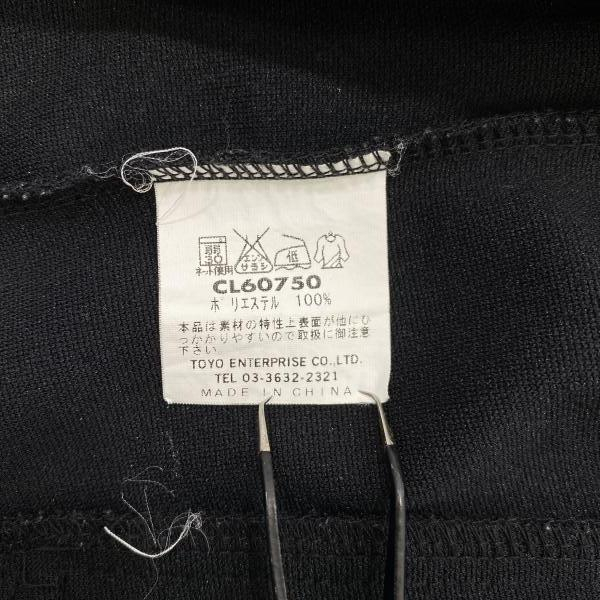 弱
30
ネット使用
エンソ
サラシ
低
CL60750
ポリエステル 100%
本品は素材の特性上表面が他にひ
っかかりやすいので取扱に御注意
下さい。
TOYO ENTERPRISE CO.,LTD.
TEL 03-3632-2321
MADE IN CHINA